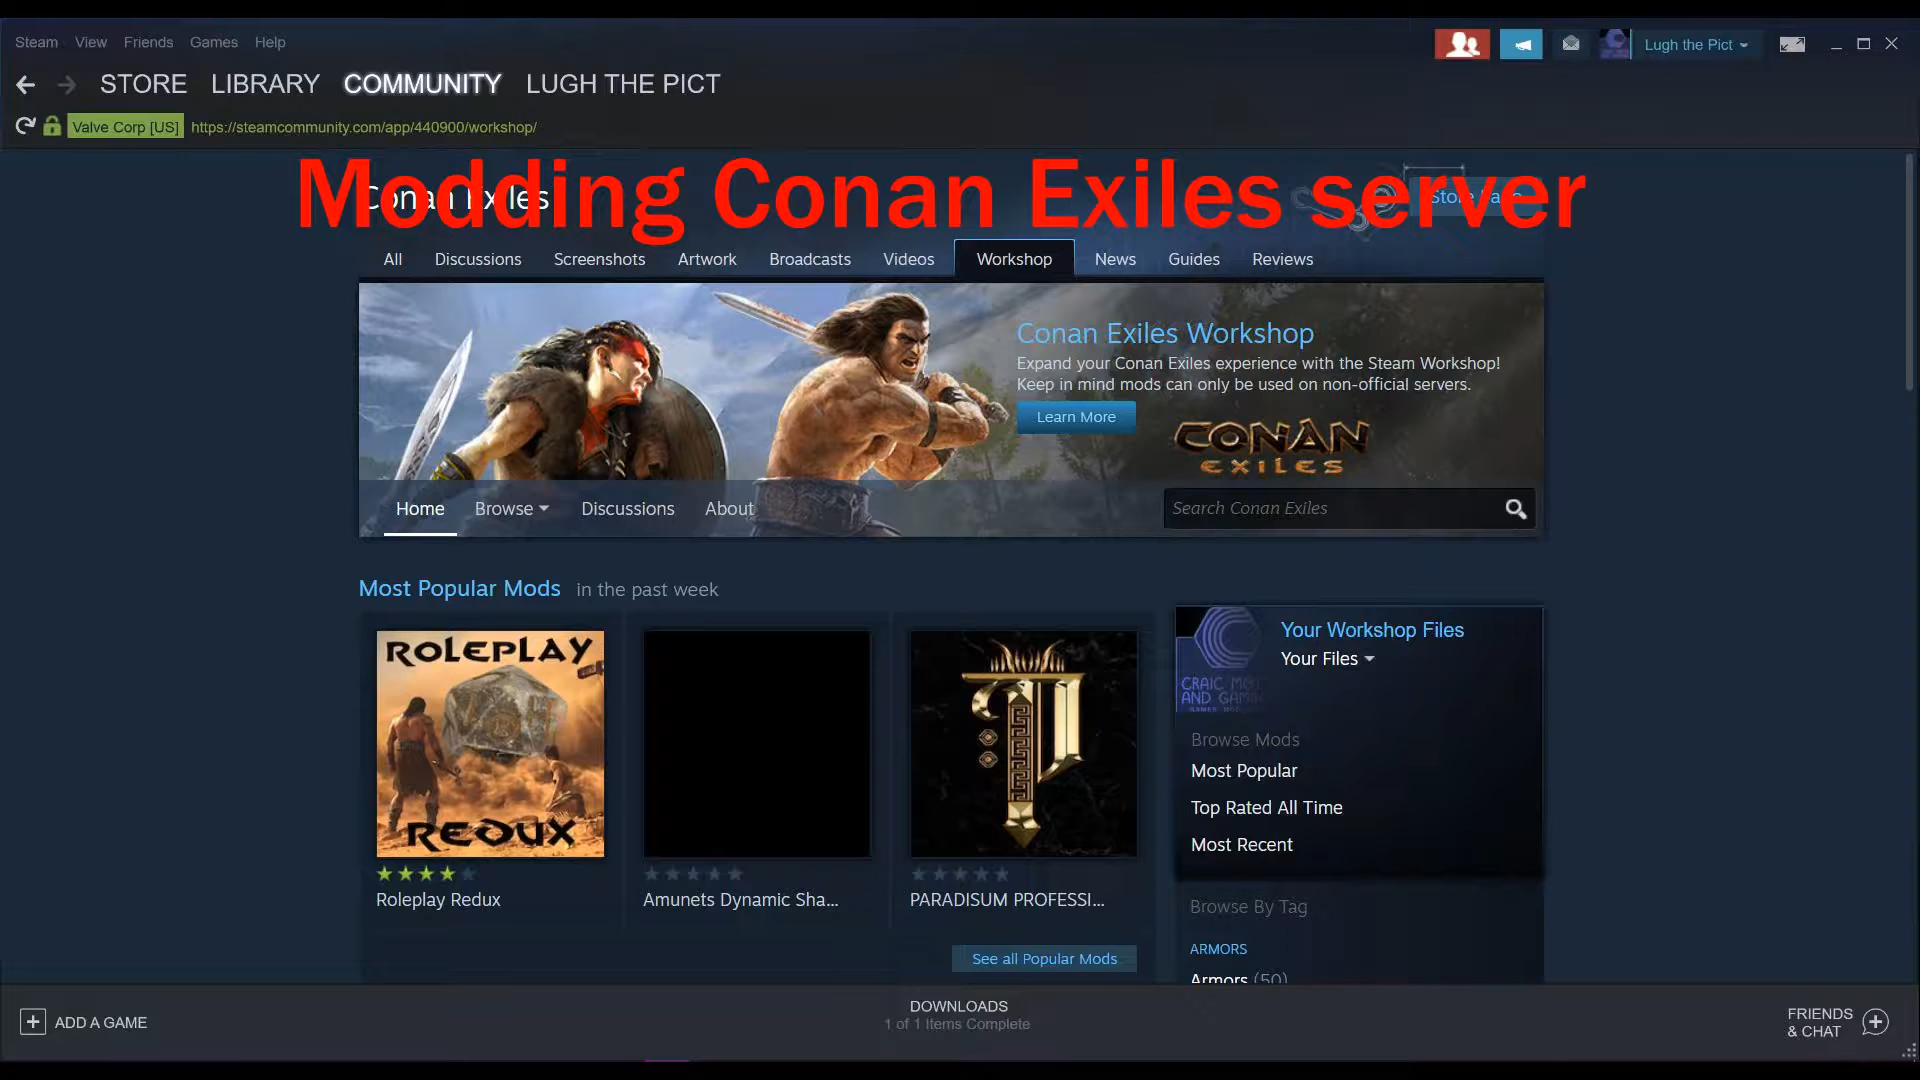 Steam View Friends Games Help
Lugh the Pict
STORE LIBRARY COMMUNITY LUGH THE PICT
Valve Corp [US] https://steamcommunity.com/app/440900/workshop/
Modding Conan Exiles server
Conan Exiles
Store Page
All Discussions Screenshots Artwork Broadcasts Videos Workshop News Guides Reviews
Conan Exiles Workshop
Expand your Conan Exiles experience with the Steam Workshop!
Keep in mind mods can only be used on non-official servers.
Learn More
CONAN
EXILES
Home Browse Discussions About
Search Conan Exiles
Most Popular Mods in the past week
ROLEPLAY
REDUX
Roleplay Redux
Amunets Dynamic Sha...
PARADISUM PROFESSI...
See all Popular Mods
Your Workshop Files
Your Files
CRAIC
AND
Browse Mods
Most Popular
Top Rated All Time
Most Recent
Browse By Tag
ARMORS
Armors (50)
ADD A GAME
DOWNLOADS
1 of 1 Items Complete
FRIENDS
& CHAT